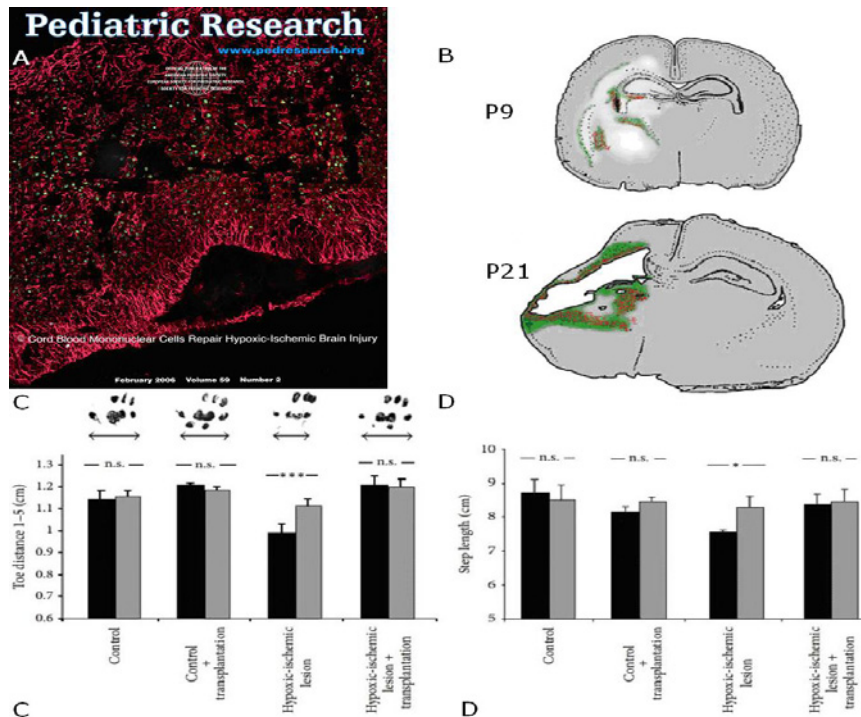 Pediatric Research
www.pedresearch.org
A
© Cord Blood Mononuclear Cells Repair Hypoxic-Ischemic Brain Injury
February 2006 Volume 59 Number 2
B
P9
P21
C
n.s.
n.s.
***
n.s.
Toe distance 1–5 (cm)
1.3
1.2
1.1
1
0.9
0.8
0.7
0.6
Control
Control
+
transplantation
Hypoxic-ischemic
lesion
Hypoxic-ischemic
lesion +
transplantation
C
D
n.s.
n.s.
*
n.s.
Step length (cm)
10
9
8
7
6
5
Control
Control
+
transplantation
Hypoxic-ischemic
lesion
Hypoxic-ischemic
lesion +
transplantation
D